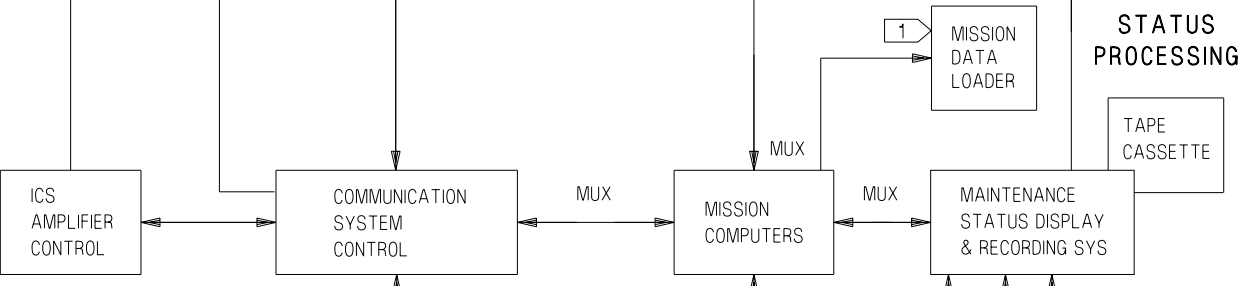 STATUS
PROCESSING
1
MISSION
DATA
LOADER
TAPE
CASSETTE
MUX
ICS
AMPLIFIER
CONTROL
COMMUNICATION
SYSTEM
CONTROL
MUX
MISSION
COMPUTERS
MUX
MAINTENANCE
STATUS DISPLAY
& RECORDING SYS